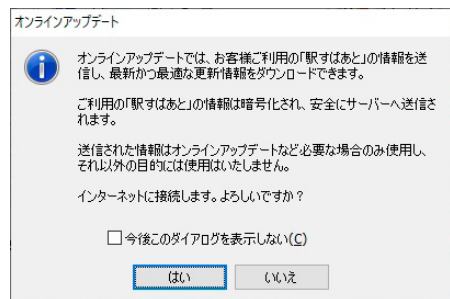 オンラインアップデート
オンラインアップデートでは、お客様ご利用の「駅すぱあと」の情報を送
信し、最新かつ最適な更新情報をダウンロードできます。
ご利用の「駅すぱあと」の情報は暗号化され、安全にサーバーへ送信さ
れます。
送信された情報はオンラインアップデートなど必要な場合のみ使用し、
それ以外の目的には使用はいたしません。
インターネットに接続します。よろしいですか？
今後このダイアログを表示しない(C)
はい
いいえ